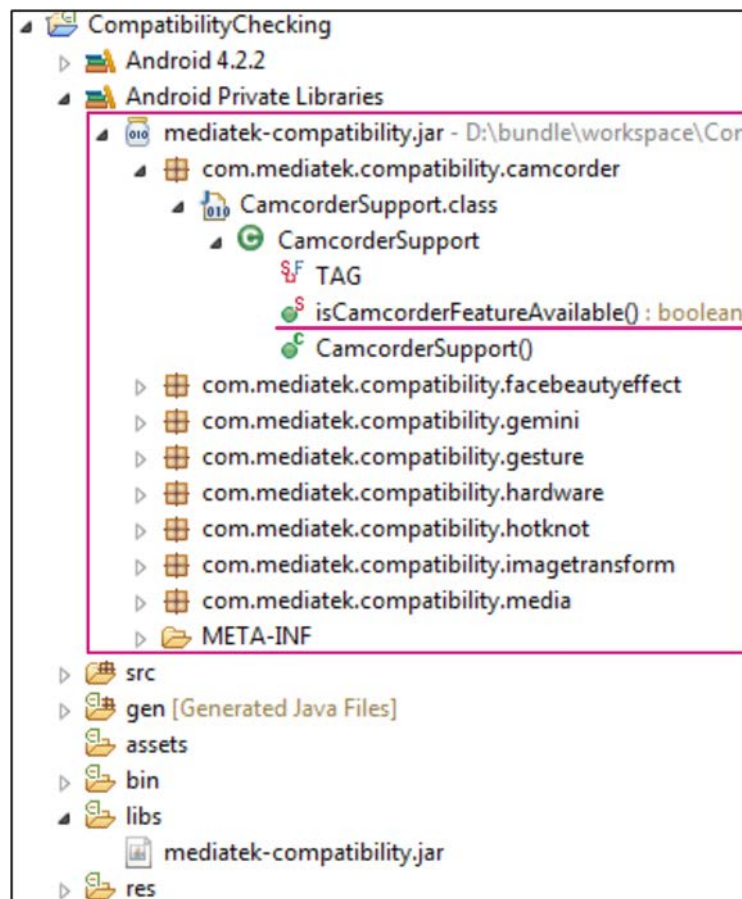 CompatibilityChecking
Android 4.2.2
Android Private Libraries
mediatek-compatibility.jar - D:\bundle\workspace\Cor
com.mediatek.compatibility.camcorder
CamcorderSupport.class
CamcorderSupport
TAG
isCamcorderFeatureAvailable() : boolean
CamcorderSupport()
com.mediatek.compatibility.facebeautyeffect
com.mediatek.compatibility.gemini
com.mediatek.compatibility.gesture
com.mediatek.compatibility.hardware
com.mediatek.compatibility.hotknot
com.mediatek.compatibility.imagetransform
com.mediatek.compatibility.media
META-INF
src
gen [Generated Java Files]
assets
bin
libs
mediatek-compatibility.jar
res